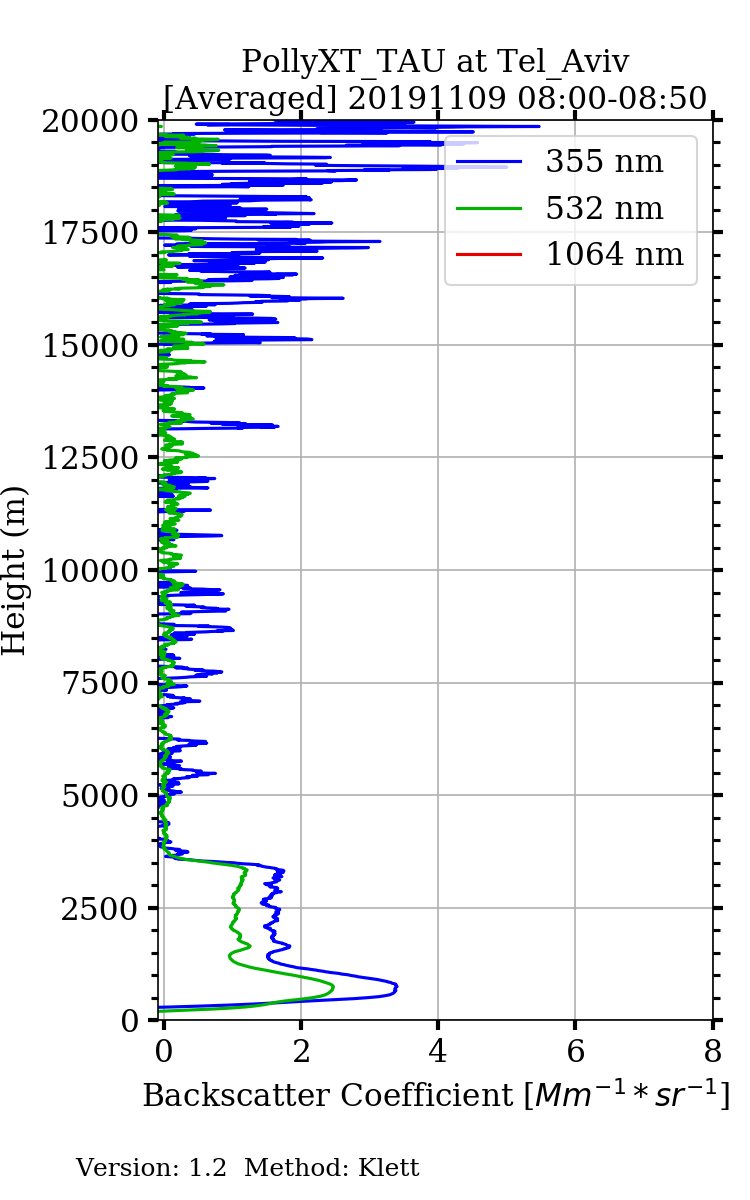 PollyXT_TAU at Tel_Aviv
[Averaged] 20191109 08:00-08:50
20000
17500
15000
12500
10000
7500
5000
2500
0
Height (m)
355 nm
532 nm
1064 nm
0 2 4 6 8
Backscatter Coefficient [Mm⁻¹ * sr⁻¹]
Version: 1.2 Method: Klett